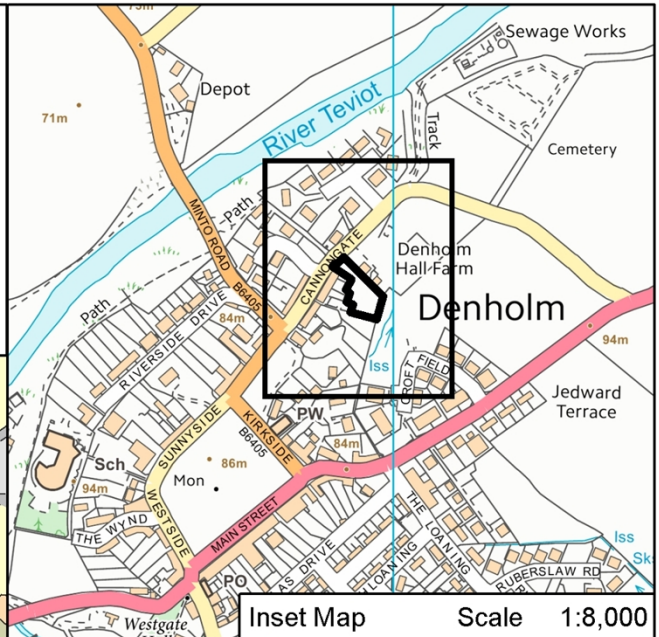 Sewage Works
Depot
71m
River Teviot
Track
Cemetery
Path
MINTO ROAD
CANNONGATE
Denholm
Hall Farm
B6405
Path
84m
Denholm
RIVERSIDE DRIVE
94m
Iss
CROFT FIELD
Jedward
Terrace
PW
SUNNYSIDE
KIRKSIDE
B6405
84m
Sch
86m
Mon
94m
WESTSIDE
THE WYND
MAIN STREET
THE LOANING
Iss
LOANING
AS DRIVE
RUBERSLAW RD
Sk
PO
Westgate
Inset Map Scale 1:8,000